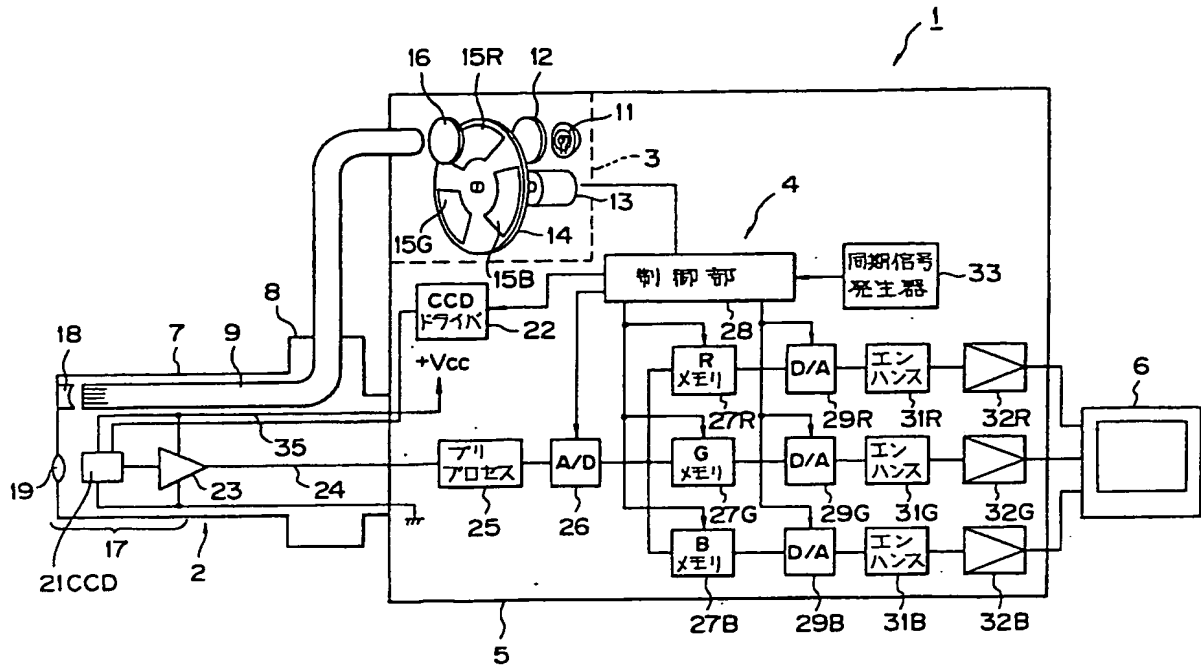 1
16
15R
12
11
3
13
15G
14
15B
4
制御部
28
同期信号
発生器
33
8
CCD
ドライバ
22
+Vcc
18
7
9
R
メモリ
27R
D/A
29R
エン
ハンス
31R
32R
6
35
19
23
24
プリ
プロセス
25
A/D
26
G
メモリ
27G
D/A
29G
エン
ハンス
31G
32G
17
2
21CCD
B
メモリ
27B
D/A
29B
エン
ハンス
31B
32B
5